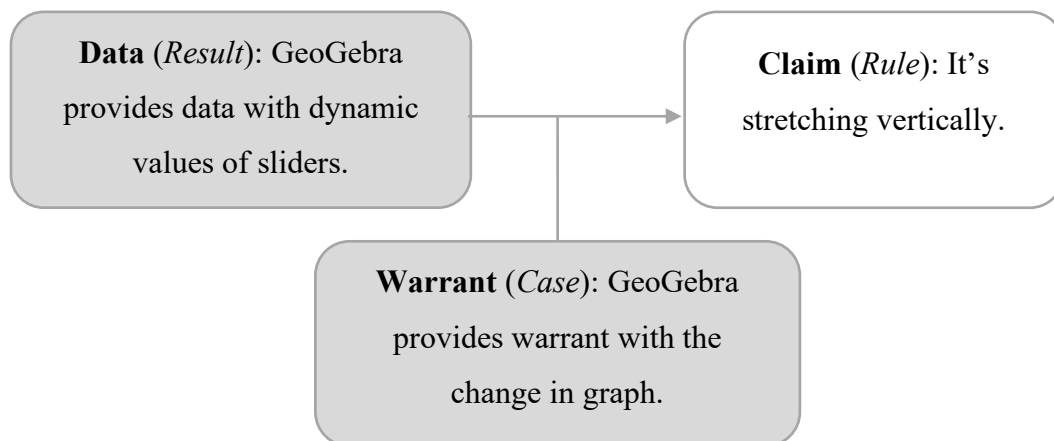 Data (Result): GeoGebra
provides data with dynamic
values of sliders.
Claim (Rule): It’s
stretching vertically.
Warrant (Case): GeoGebra
provides warrant with the
change in graph.